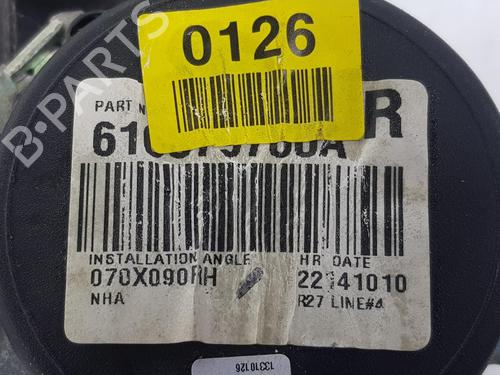 0126
PART N
R
INSTALLATION ANGLE
HR DATE
070X090RH
22141010
NHA
R27 LINE#4
13310126
B-PARTS